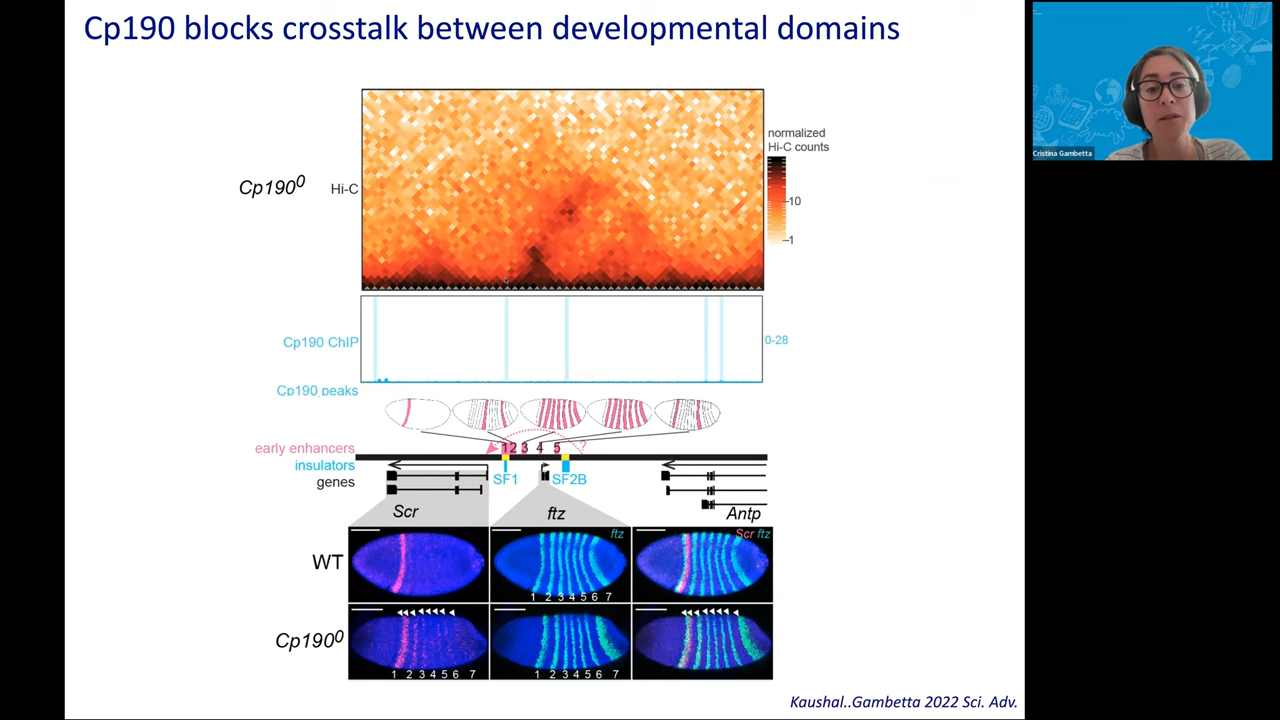 Cp190 blocks crosstalk between developmental domains
Cristina Gambetta
normalized
Hi-C counts
Cp190⁰
Hi-C
10
1
Cp190 ChIP
0-28
Cp190 peaks
early enhancers
1 2 3 4 5 ?
insulators
genes
SF1
SF2B
Scr
ftz
Antp
WT
ftz
Scr ftz
1 2 3 4 5 6 7
Cp190⁰
1 2 3 4 5 6 7
1 2 3 4 5 6 7
Kaushal..Gambetta 2022 Sci. Adv.